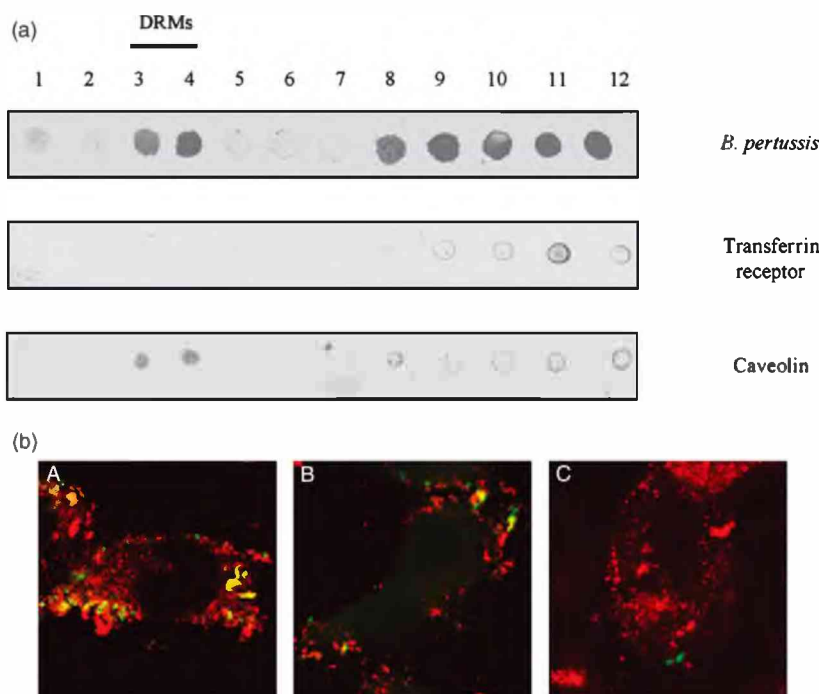 (a)
DRMs
1 2 3 4 5 6 7 8 9 10 11 12
B. pertussis
Transferrin
receptor
Caveolin
(b)
A B C